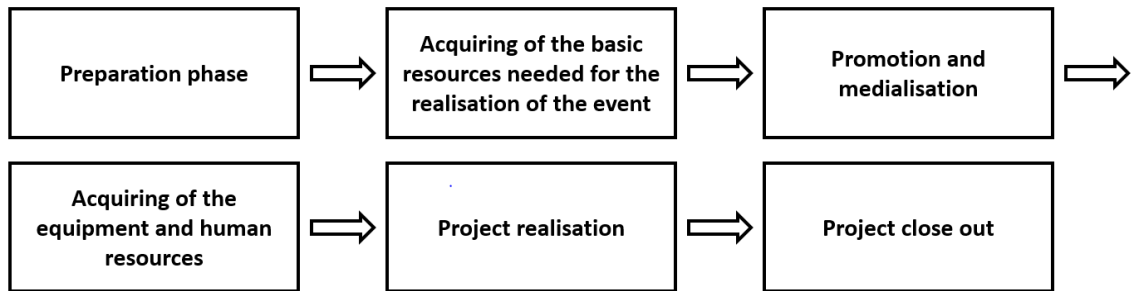 Preparation phase
Acquiring of the basic
resources needed for the
realisation of the event
Promotion and
medialisation
Acquiring of the
equipment and human
resources
Project realisation
Project close out